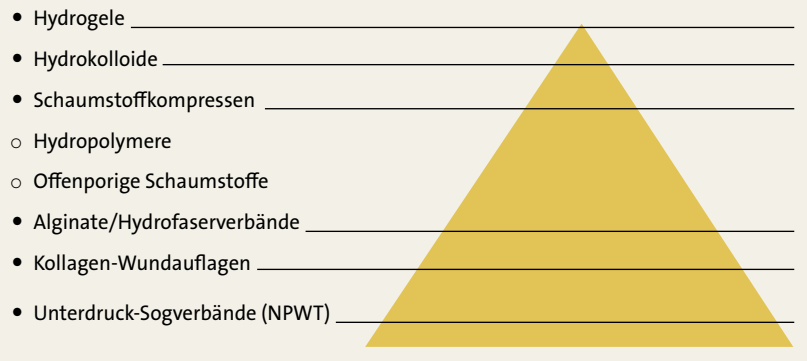 • Hydrogele
• Hydrokolloide
• Schaumstoffkompressen
○ Hydropolymere
○ Offenporige Schaumstoffe
• Alginate/Hydrofaserverbände
• Kollagen-Wundauflagen
• Unterdruck-Sogverbände (NPWT)